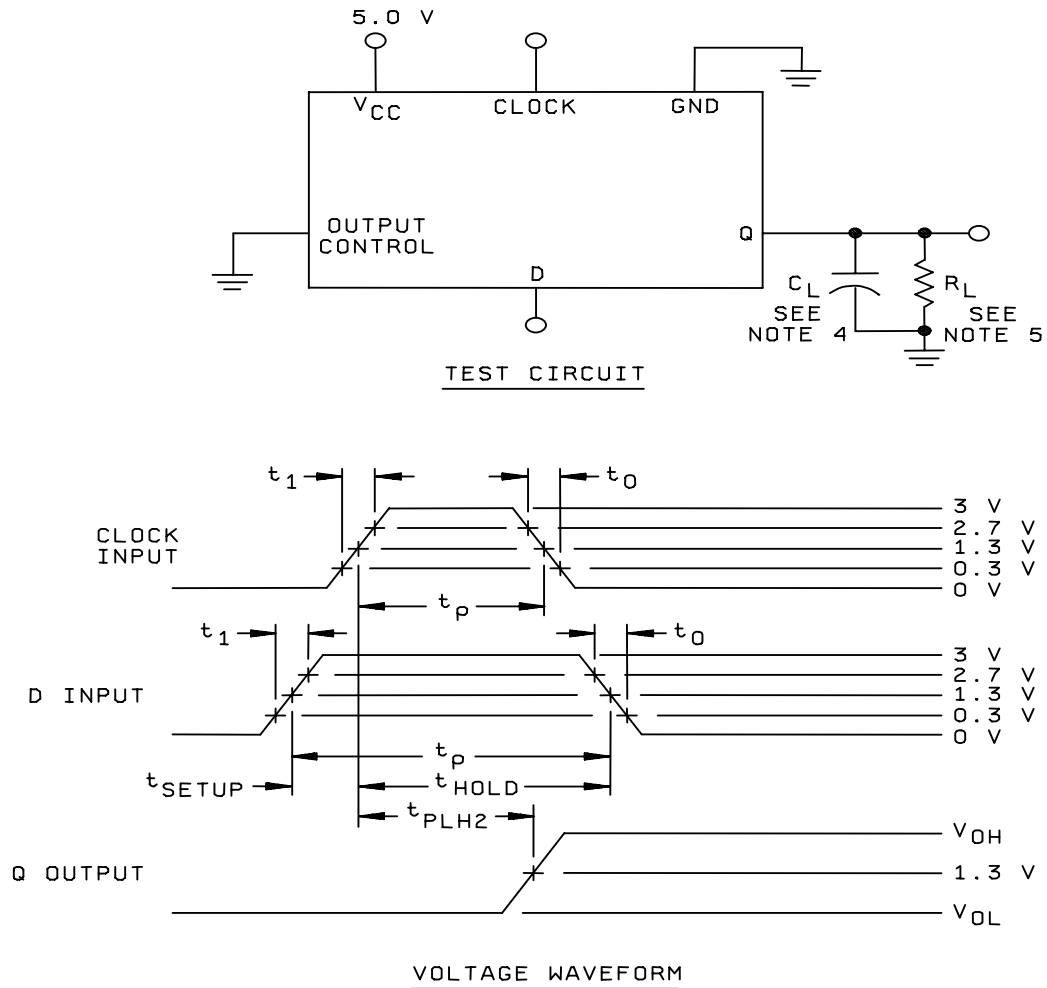 5.0 V
VCC
CLOCK
GND
OUTPUT
CONTROL
Q
D
CL
SEE
NOTE 4
RL
SEE
NOTE 5
TEST CIRCUIT
t1
t0
CLOCK
INPUT
3 V
2.7 V
1.3 V
0.3 V
0 V
tp
t1
t0
D INPUT
3 V
2.7 V
1.3 V
0.3 V
0 V
tp
tSETUP
tHOLD
tPLH2
Q OUTPUT
VOH
1.3 V
VOL
VOLTAGE WAVEFORM